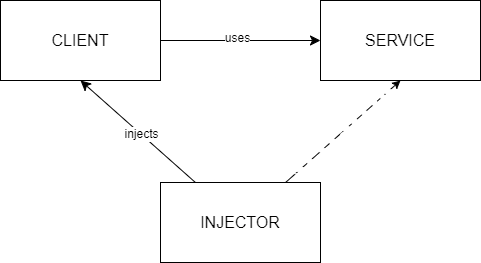 CLIENT
uses
SERVICE
injects
INJECTOR